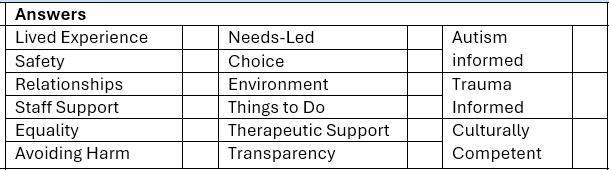 Answers
Lived Experience
Needs-Led
Autism
informed
Safety
Choice
Relationships
Environment
Trauma
Informed
Staff Support
Things to Do
Equality
Therapeutic Support
Culturally
Competent
Avoiding Harm
Transparency